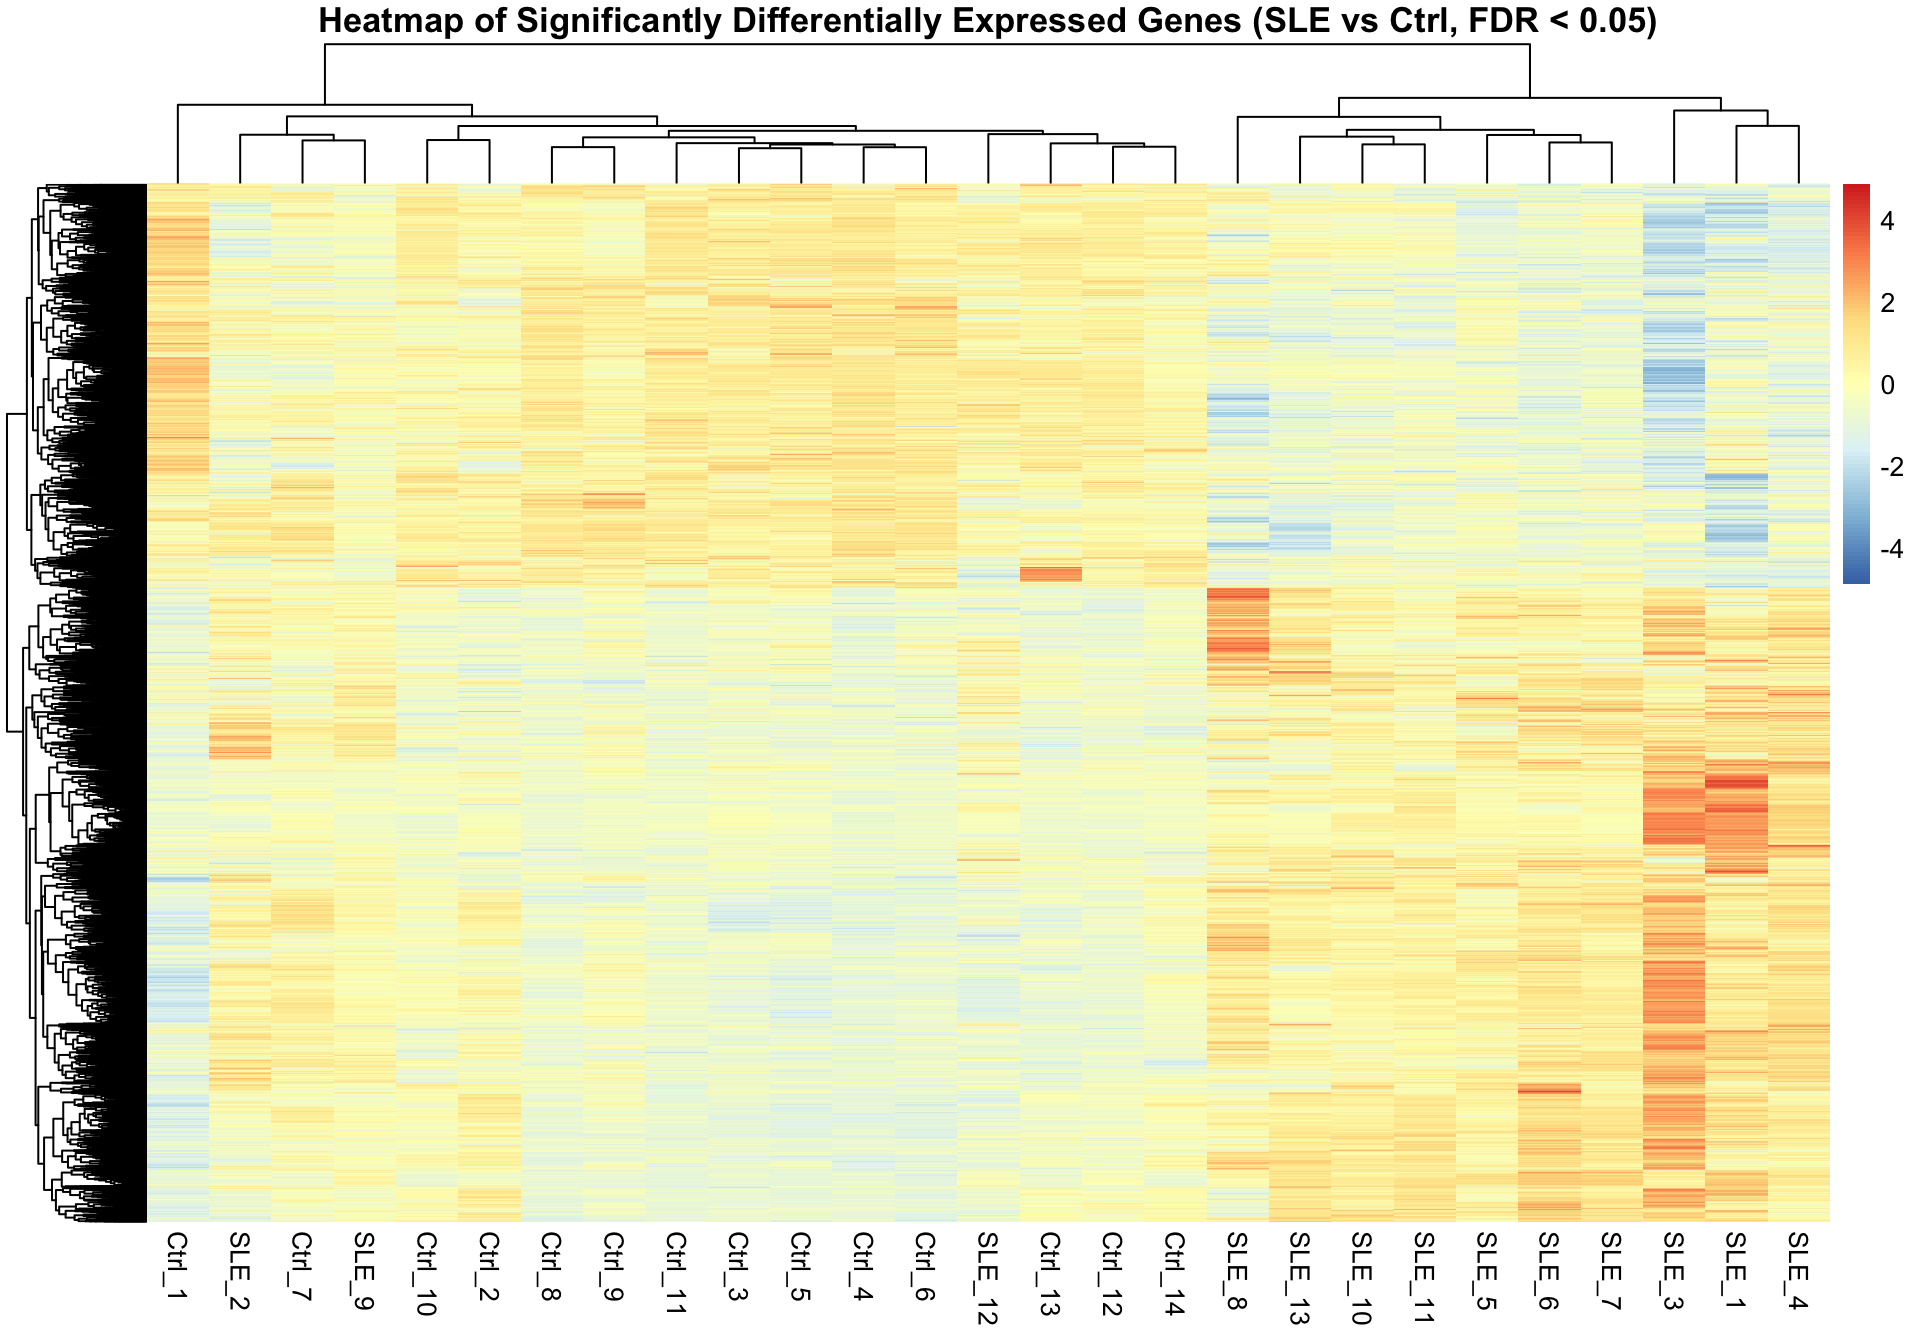 Heatmap of Significantly Differentially Expressed Genes (SLE vs Ctrl, FDR < 0.05)
4
2
0
-2
-4
Ctrl_1
SLE_2
Ctrl_7
SLE_9
Ctrl_10
Ctrl_2
Ctrl_8
Ctrl_9
Ctrl_11
Ctrl_3
Ctrl_5
Ctrl_4
Ctrl_6
SLE_12
Ctrl_13
Ctrl_12
Ctrl_14
SLE_8
SLE_13
SLE_10
SLE_11
SLE_5
SLE_6
SLE_7
SLE_3
SLE_1
SLE_4